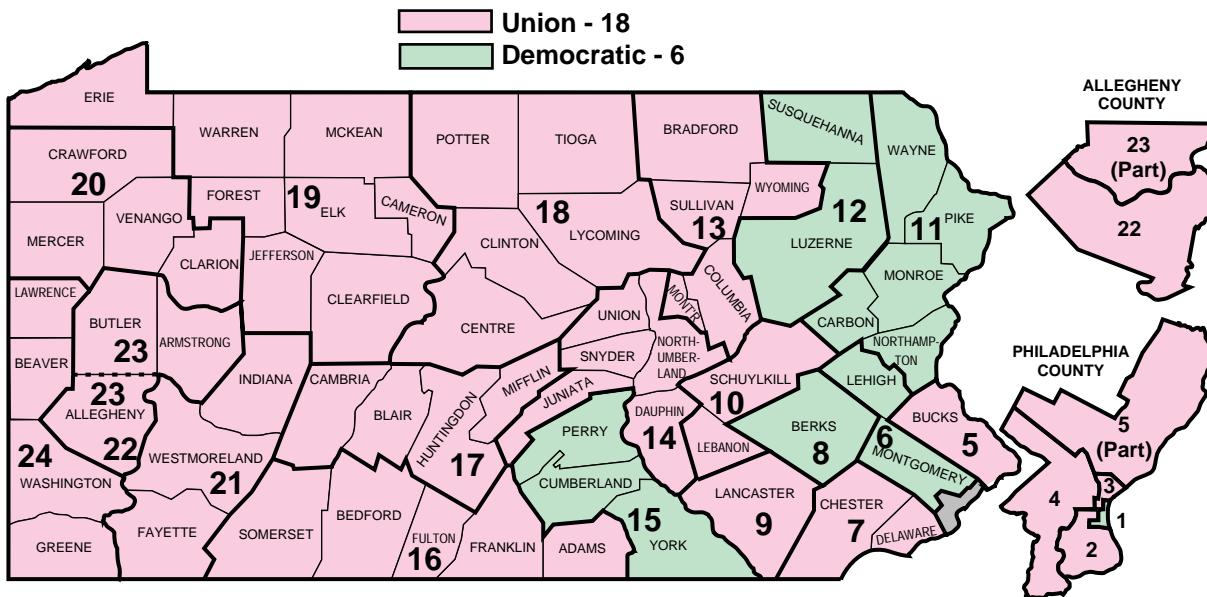 Union - 18
Democratic - 6
ERIE
WARREN
MCKEAN
POTTER
TIOGA
BRADFORD
SUSQUEHANNA
WAYNE
CRAWFORD
20
FOREST
19
ELK
CAMERON
18
SULLIVAN
13
WYOMING
12
11
PIKE
VENANGO
MERCER
CLARION
JEFFERSON
CLINTON
LYCOMING
LUZERNE
MONROE
LAWRENCE
CLEARFIELD
COLUMBIA
MONT'R
BUTLER
23
ARMSTRONG
CENTRE
UNION
CARBON
NORTHAMP-
TON
BEAVER
SNYDER
NORTH-
UMBER-
LAND
INDIANA
CAMBRIA
BLAIR
HUNTINGDON
MIFFLIN
JUNIATA
SCHUYLKILL
10
LEHIGH
23
ALLEGHENY
22
DAUPHIN
14
LEBANON
BERKS
8
6
BUCKS
5
PERRY
24
WASHINGTON
WESTMORELAND
21
17
CUMBERLAND
MONTGOMERY
LANCASTER
9
CHESTER
7
DELAWARE
GREENE
FAYETTE
SOMERSET
BEDFORD
FULTON
16
FRANKLIN
ADAMS
15
YORK
ALLEGHENY
COUNTY
23
(Part)
22
PHILADELPHIA
COUNTY
5
(Part)
4
3
1
2